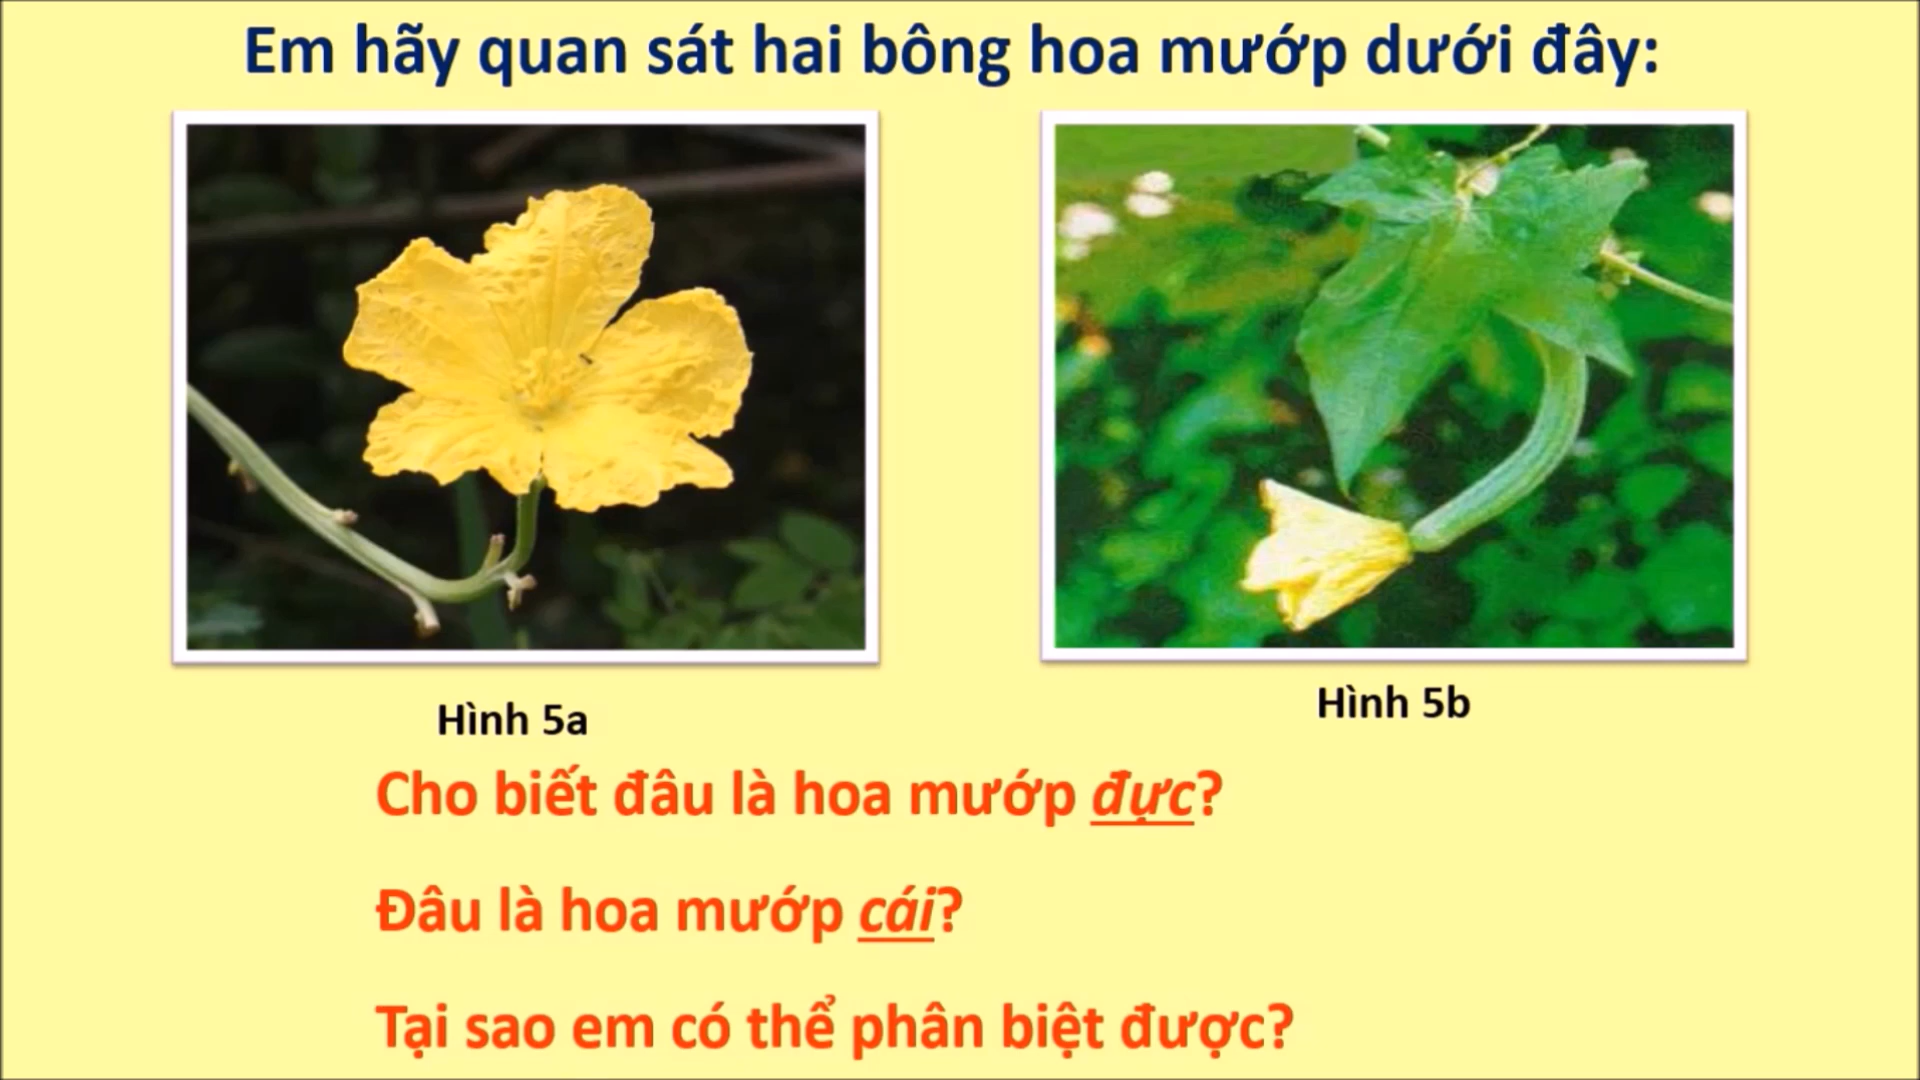 Em hãy quan sát hai bông hoa mướp dưới đây:
Hình 5a
Hình 5b
Cho biết đâu là hoa mướp đực?
Đâu là hoa mướp cái?
Tại sao em có thể phân biệt được?